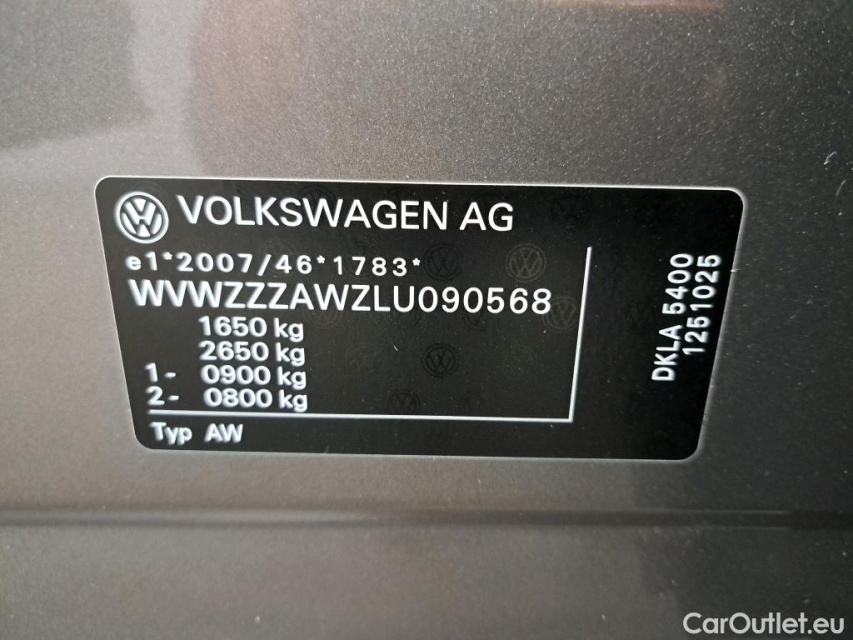 VOLKSWAGEN AG
e1*2007/46*1783*
WVWZZZAWZLU090568
1650 kg
2650 kg
1- 0900 kg
2- 0800 kg
Typ AW
DKLA 5400
1251025
CarOutlet.eu